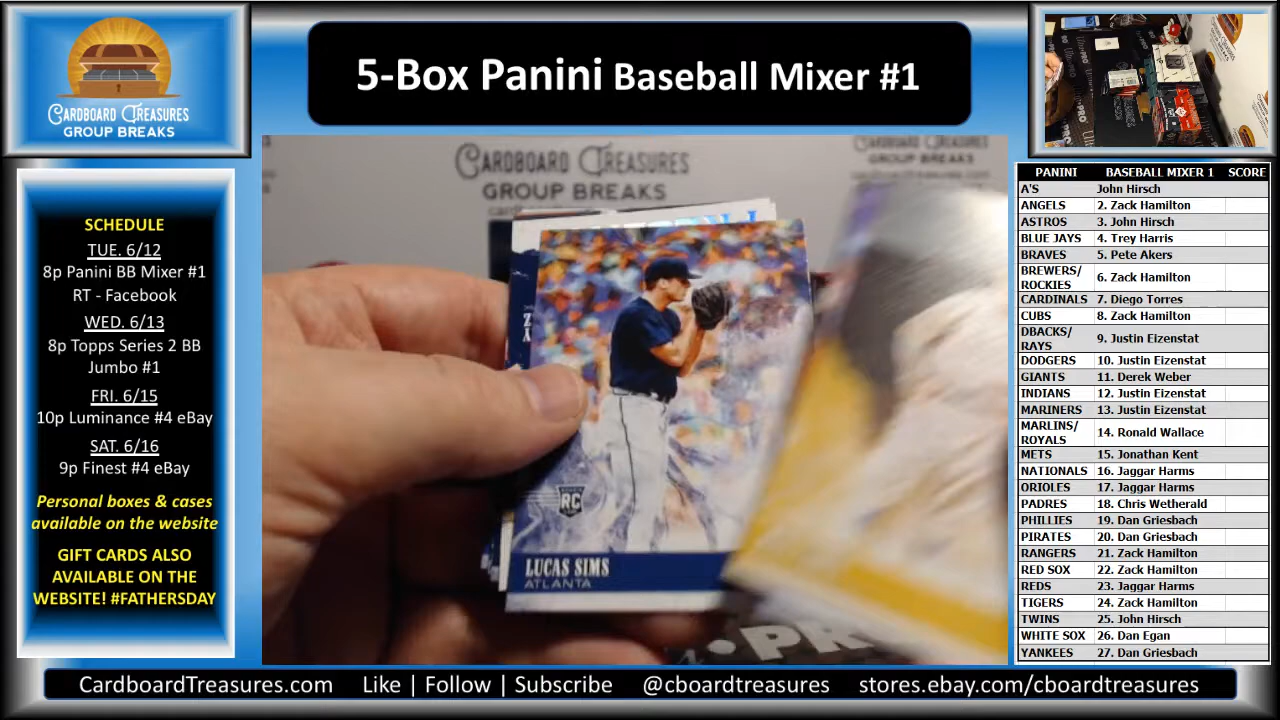 CARDBOARD TREASURES
GROUP BREAKS
5-Box Panini Baseball Mixer #1
SCHEDULE
TUE. 6/12
8p Panini BB Mixer #1
RT - Facebook
WED. 6/13
8p Topps Series 2 BB
Jumbo #1
FRI. 6/15
10p Luminance #4 eBay
SAT. 6/16
9p Finest #4 eBay
Personal boxes & cases
available on the website
GIFT CARDS ALSO
AVAILABLE ON THE
WEBSITE! #FATHERSDAY
CARDBOARD TREASURES
GROUP BREAKS
CARDBOARD TREASURES
GROUP BREAKS
RC
LUCAS SIMS
ATLANTA
PRO
PANINI BASEBALL MIXER 1 SCORE
A'S John Hirsch
ANGELS 2. Zack Hamilton
ASTROS 3. John Hirsch
BLUE JAYS 4. Trey Harris
BRAVES 5. Pete Akers
BREWERS/
ROCKIES 6. Zack Hamilton
CARDINALS 7. Diego Torres
CUBS 8. Zack Hamilton
DBACKS/
RAYS 9. Justin Eizenstat
DODGERS 10. Justin Eizenstat
GIANTS 11. Derek Weber
INDIANS 12. Justin Eizenstat
MARINERS 13. Justin Eizenstat
MARLINS/
ROYALS 14. Ronald Wallace
METS 15. Jonathan Kent
NATIONALS 16. Jaggar Harms
ORIOLES 17. Jaggar Harms
PADRES 18. Chris Wetherald
PHILLIES 19. Dan Griesbach
PIRATES 20. Dan Griesbach
RANGERS 21. Zack Hamilton
RED SOX 22. Zack Hamilton
REDS 23. Jaggar Harms
TIGERS 24. Zack Hamilton
TWINS 25. John Hirsch
WHITE SOX 26. Dan Egan
YANKEES 27. Dan Griesbach
CardboardTreasures.com Like | Follow | Subscribe @cboardtreasures stores.ebay.com/cboardtreasures